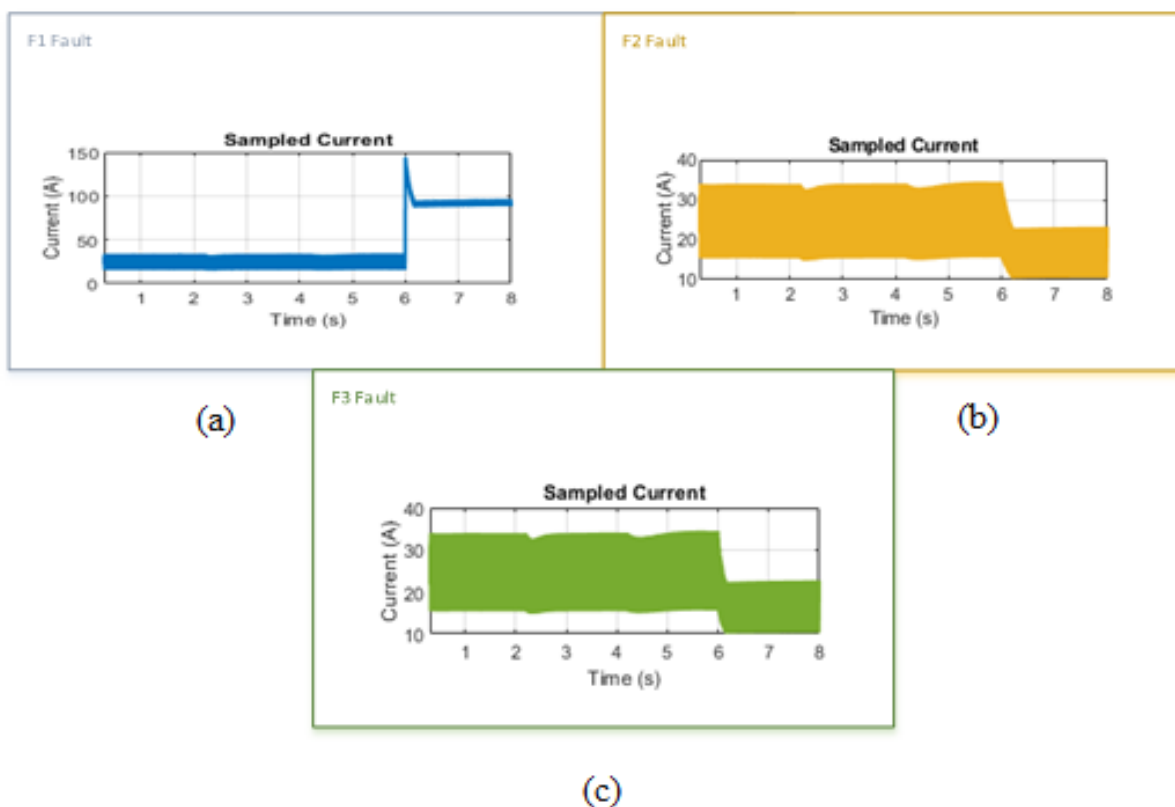 F1 Fault
Sampled Current
Current (A)
150
100
50
0
1 2 3 4 5 6 7 8
Time (s)
(a)
F2 Fault
Sampled Current
Current (A)
40
30
20
10
1 2 3 4 5 6 7 8
Time (s)
(b)
F3 Fault
Sampled Current
Current (A)
40
30
20
10
1 2 3 4 5 6 7 8
Time (s)
(c)